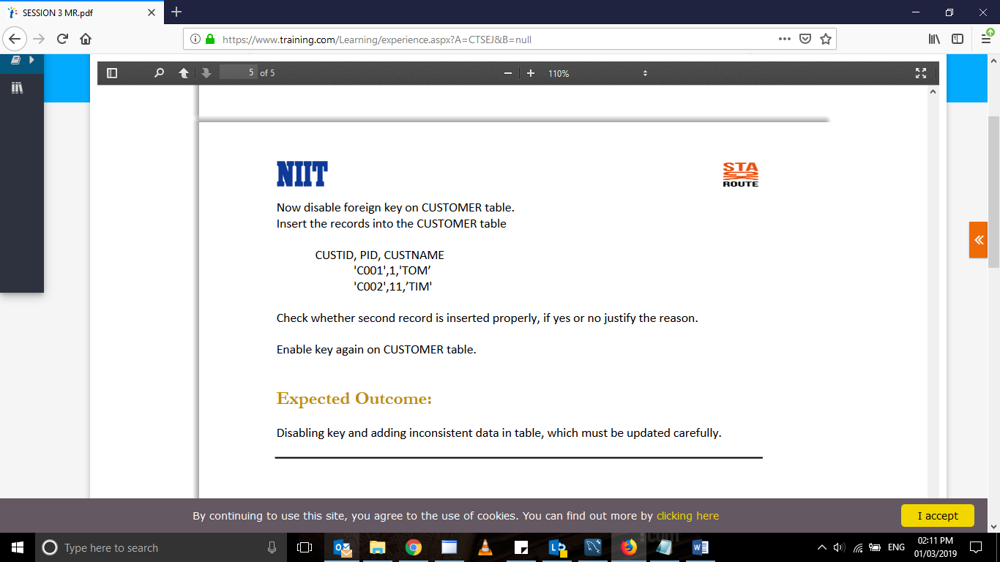 SESSION 3 MR.pdf
https://www.training.com/Learning/experience.aspx?A=CTSEJ&B=null
5 of 5
110%
NIIT
STA
ROUTE
Now disable foreign key on CUSTOMER table.
Insert the records into the CUSTOMER table
CUSTID, PID, CUSTNAME
'C001',1,'TOM’
'C002',11,’TIM'
Check whether second record is inserted properly, if yes or no justify the reason.
Enable key again on CUSTOMER table.
Expected Outcome:
Disabling key and adding inconsistent data in table, which must be updated carefully.
By continuing to use this site, you agree to the use of cookies. You can find out more by clicking here
I accept
Type here to search
ENG
02:11 PM
01/03/2019